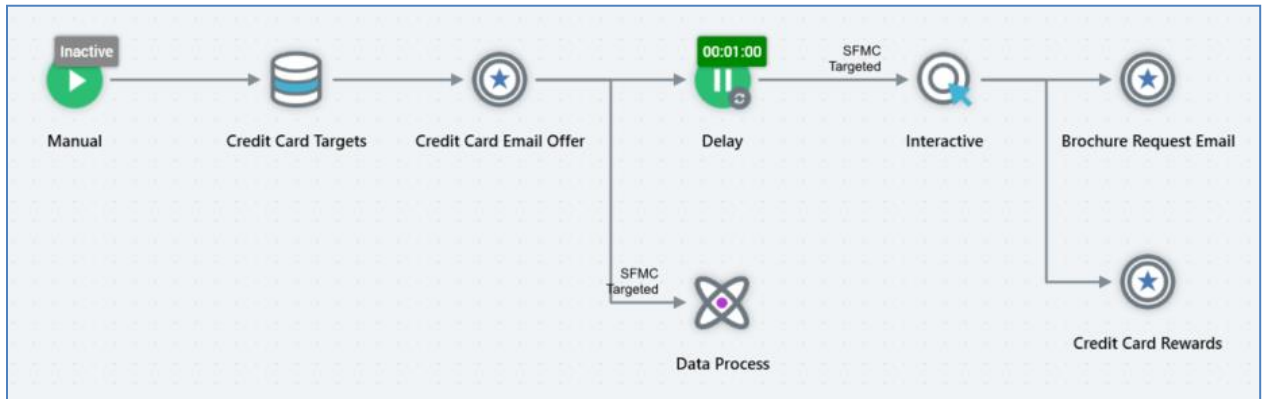 Inactive
00:01:00
SFMC
Targeted
Manual
Credit Card Targets
Credit Card Email Offer
Delay
Interactive
Brochure Request Email
SFMC
Targeted
Data Process
Credit Card Rewards